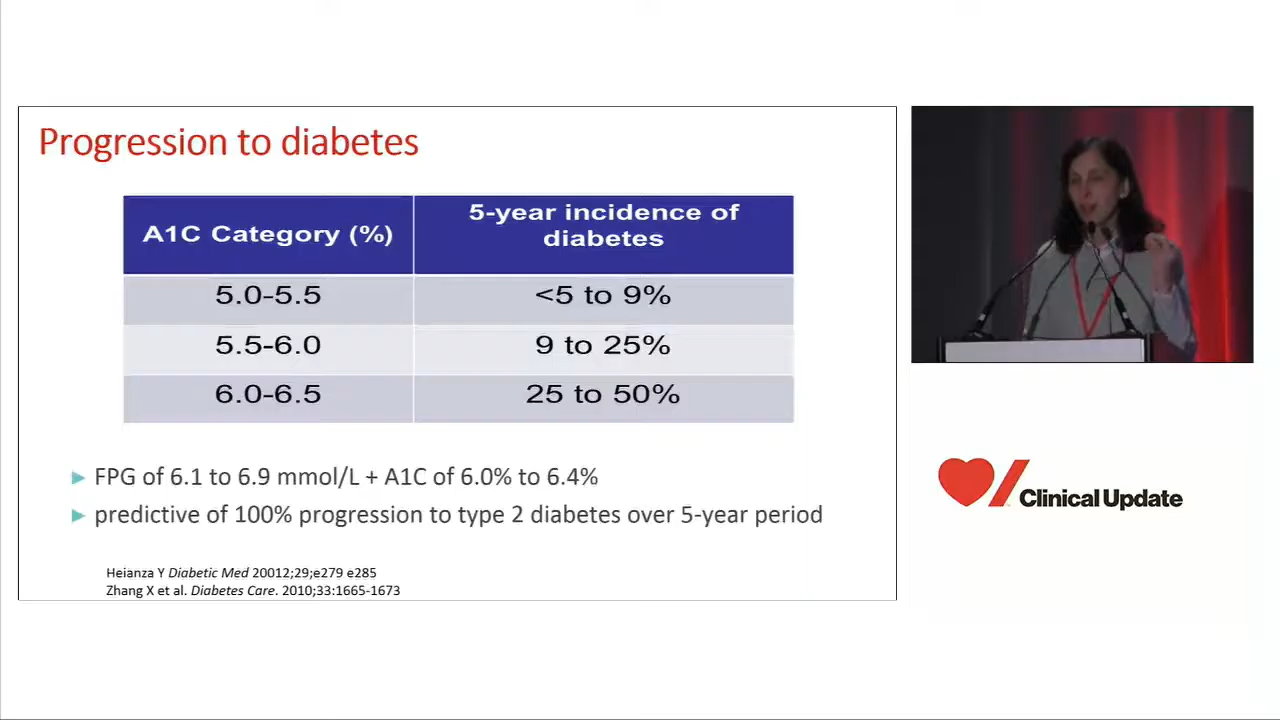 Progression to diabetes
A1C Category (%)
5-year incidence of
diabetes
5.0-5.5
<5 to 9%
5.5-6.0
9 to 25%
6.0-6.5
25 to 50%
FPG of 6.1 to 6.9 mmol/L + A1C of 6.0% to 6.4%
predictive of 100% progression to type 2 diabetes over 5-year period
Heianza Y Diabetic Med 20012;29;e279 e285
Zhang X et al. Diabetes Care. 2010;33:1665-1673
Clinical Update